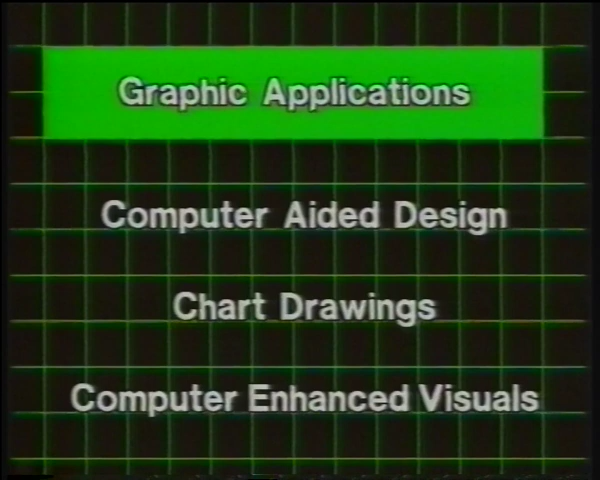 Graphic Applications
Computer Aided Design
Chart Drawings
Computer Enhanced Visuals